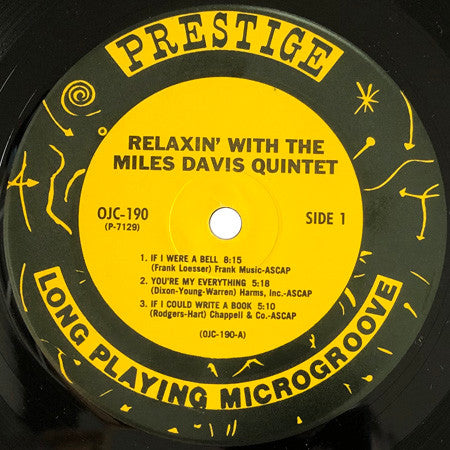 PRESTIGE
RELAXIN' WITH THE
MILES DAVIS QUINTET
OJC-190
(P-7129)
SIDE 1
1. IF I WERE A BELL 8:15
(Frank Loesser) Frank Music-ASCAP
2. YOU'RE MY EVERYTHING 5:18
(Dixon-Young-Warren) Harms, Inc.-ASCAP
3. IF I COULD WRITE A BOOK 5:10
(Rodgers-Hart) Chappell & Co.-ASCAP
(OJC-190-A)
LONG PLAYING MICROGROOVE